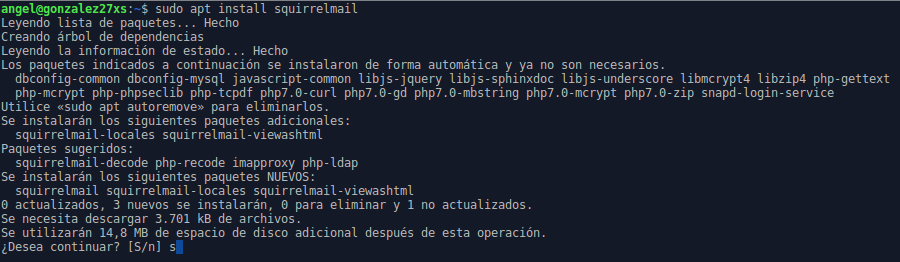 angel@gonzalez27xs:~$ sudo apt install squirrelmail
Leyendo lista de paquetes... Hecho
Creando árbol de dependencias
Leyendo la información de estado... Hecho
Los paquetes indicados a continuación se instalaron de forma automática y ya no son necesarios.
  dbconfig-common dbconfig-mysql javascript-common libjs-jquery libjs-sphinxdoc libjs-underscore libmcrypt4 libzip4 php-gettext
  php-mcrypt php-phpseclib php-tcpdf php7.0-curl php7.0-gd php7.0-mbstring php7.0-mcrypt php7.0-zip snapd-login-service
Utilice «sudo apt autoremove» para eliminarlos.
Se instalarán los siguientes paquetes adicionales:
  squirrelmail-locales squirrelmail-viewashtml
Paquetes sugeridos:
  squirrelmail-decode php-recode imapproxy php-ldap
Se instalarán los siguientes paquetes NUEVOS:
  squirrelmail squirrelmail-locales squirrelmail-viewashtml
0 actualizados, 3 nuevos se instalarán, 0 para eliminar y 1 no actualizados.
Se necesita descargar 3.701 kB de archivos.
Se utilizarán 14,8 MB de espacio de disco adicional después de esta operación.
¿Desea continuar? [S/n] s